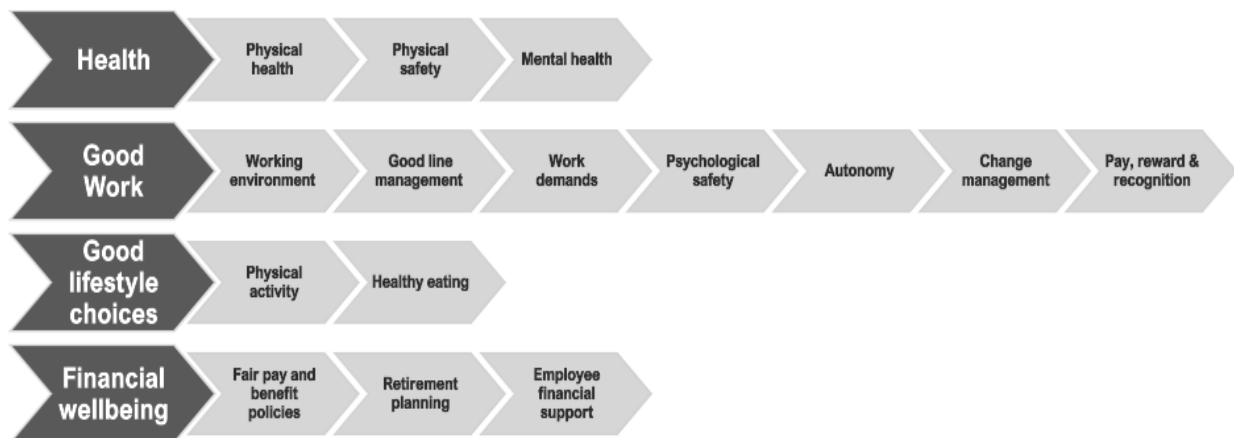 Health
Physical
health
Physical
safety
Mental health
Good
Work
Working
environment
Good line
management
Work
demands
Psychological
safety
Autonomy
Change
management
Pay, reward &
recognition
Good
lifestyle
choices
Physical
activity
Healthy eating
Financial
wellbeing
Fair pay and
benefit
policies
Retirement
planning
Employee
financial
support